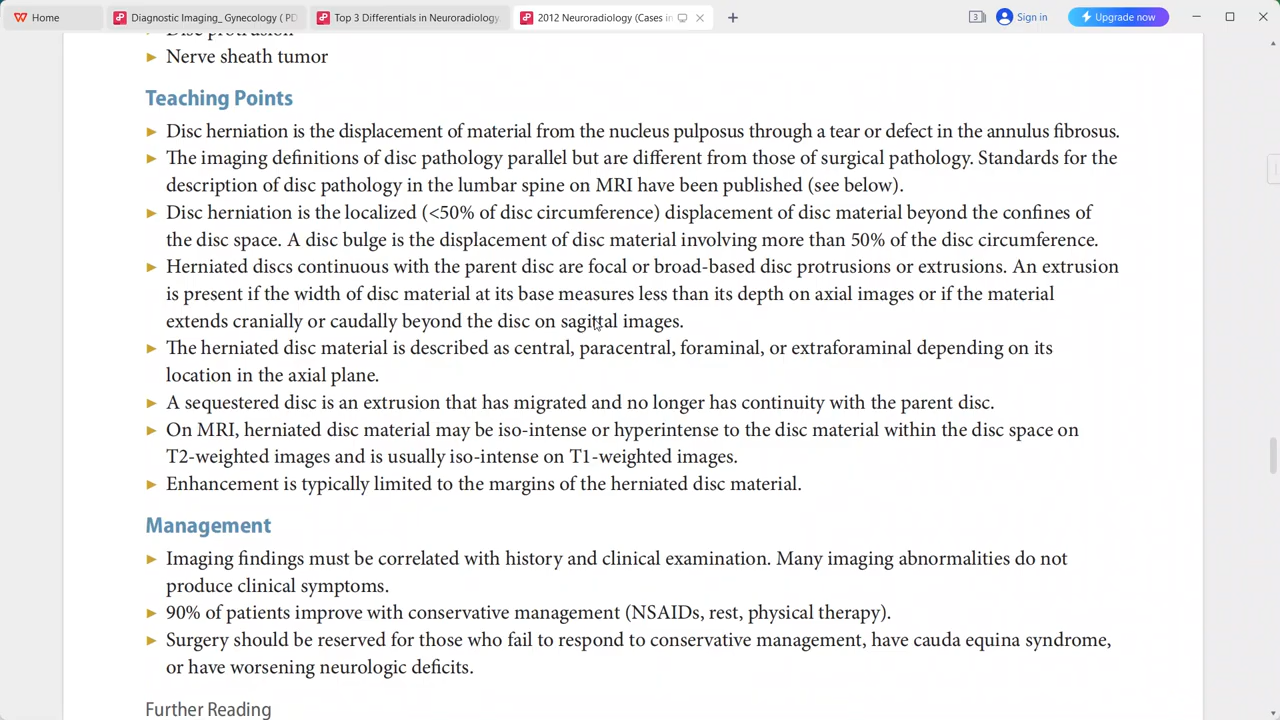 Home
Diagnostic Imaging_ Gynecology ( PD
Top 3 Differentials in Neuroradiology
2012 Neuroradiology (Cases in
3
Sign in
Upgrade now
Disc protrusion
► Nerve sheath tumor
Teaching Points
► Disc herniation is the displacement of material from the nucleus pulposus through a tear or defect in the annulus fibrosus.
► The imaging definitions of disc pathology parallel but are different from those of surgical pathology. Standards for the
description of disc pathology in the lumbar spine on MRI have been published (see below).
► Disc herniation is the localized (<50% of disc circumference) displacement of disc material beyond the confines of
the disc space. A disc bulge is the displacement of disc material involving more than 50% of the disc circumference.
► Herniated discs continuous with the parent disc are focal or broad-based disc protrusions or extrusions. An extrusion
is present if the width of disc material at its base measures less than its depth on axial images or if the material
extends cranially or caudally beyond the disc on sagittal images.
► The herniated disc material is described as central, paracentral, foraminal, or extraforaminal depending on its
location in the axial plane.
► A sequestered disc is an extrusion that has migrated and no longer has continuity with the parent disc.
► On MRI, herniated disc material may be iso-intense or hyperintense to the disc material within the disc space on
T2-weighted images and is usually iso-intense on T1-weighted images.
► Enhancement is typically limited to the margins of the herniated disc material.
Management
► Imaging findings must be correlated with history and clinical examination. Many imaging abnormalities do not
produce clinical symptoms.
► 90% of patients improve with conservative management (NSAIDs, rest, physical therapy).
► Surgery should be reserved for those who fail to respond to conservative management, have cauda equina syndrome,
or have worsening neurologic deficits.
Further Reading